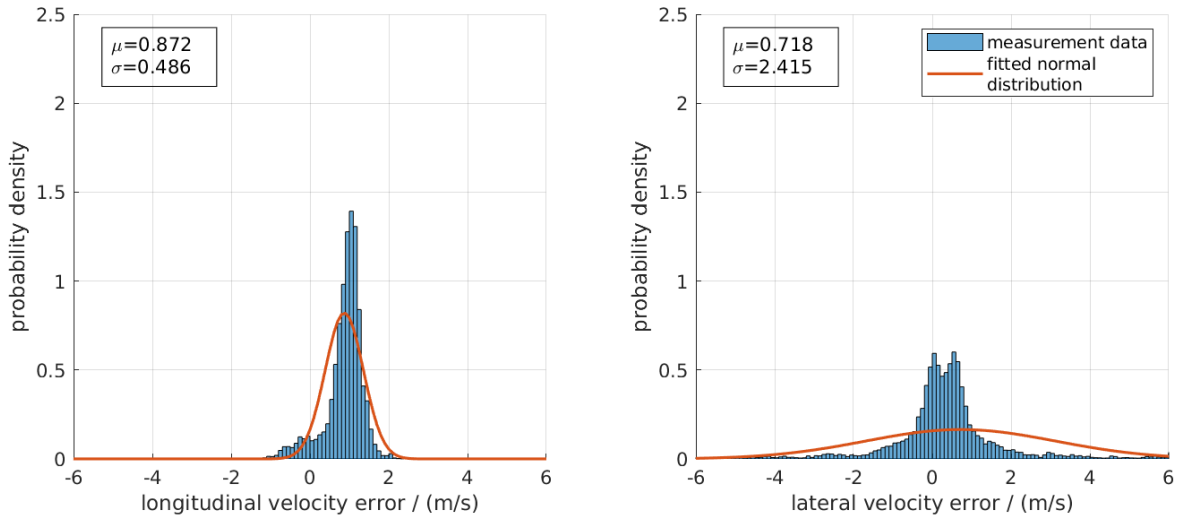 2.5
2
1.5
1
0.5
0
probability density
μ=0.872
σ=0.486
-6 -4 -2 0 2 4 6
longitudinal velocity error / (m/s)
2.5
2
1.5
1
0.5
0
probability density
μ=0.718
σ=2.415
measurement data
fitted normal
distribution
-6 -4 -2 0 2 4 6
lateral velocity error / (m/s)